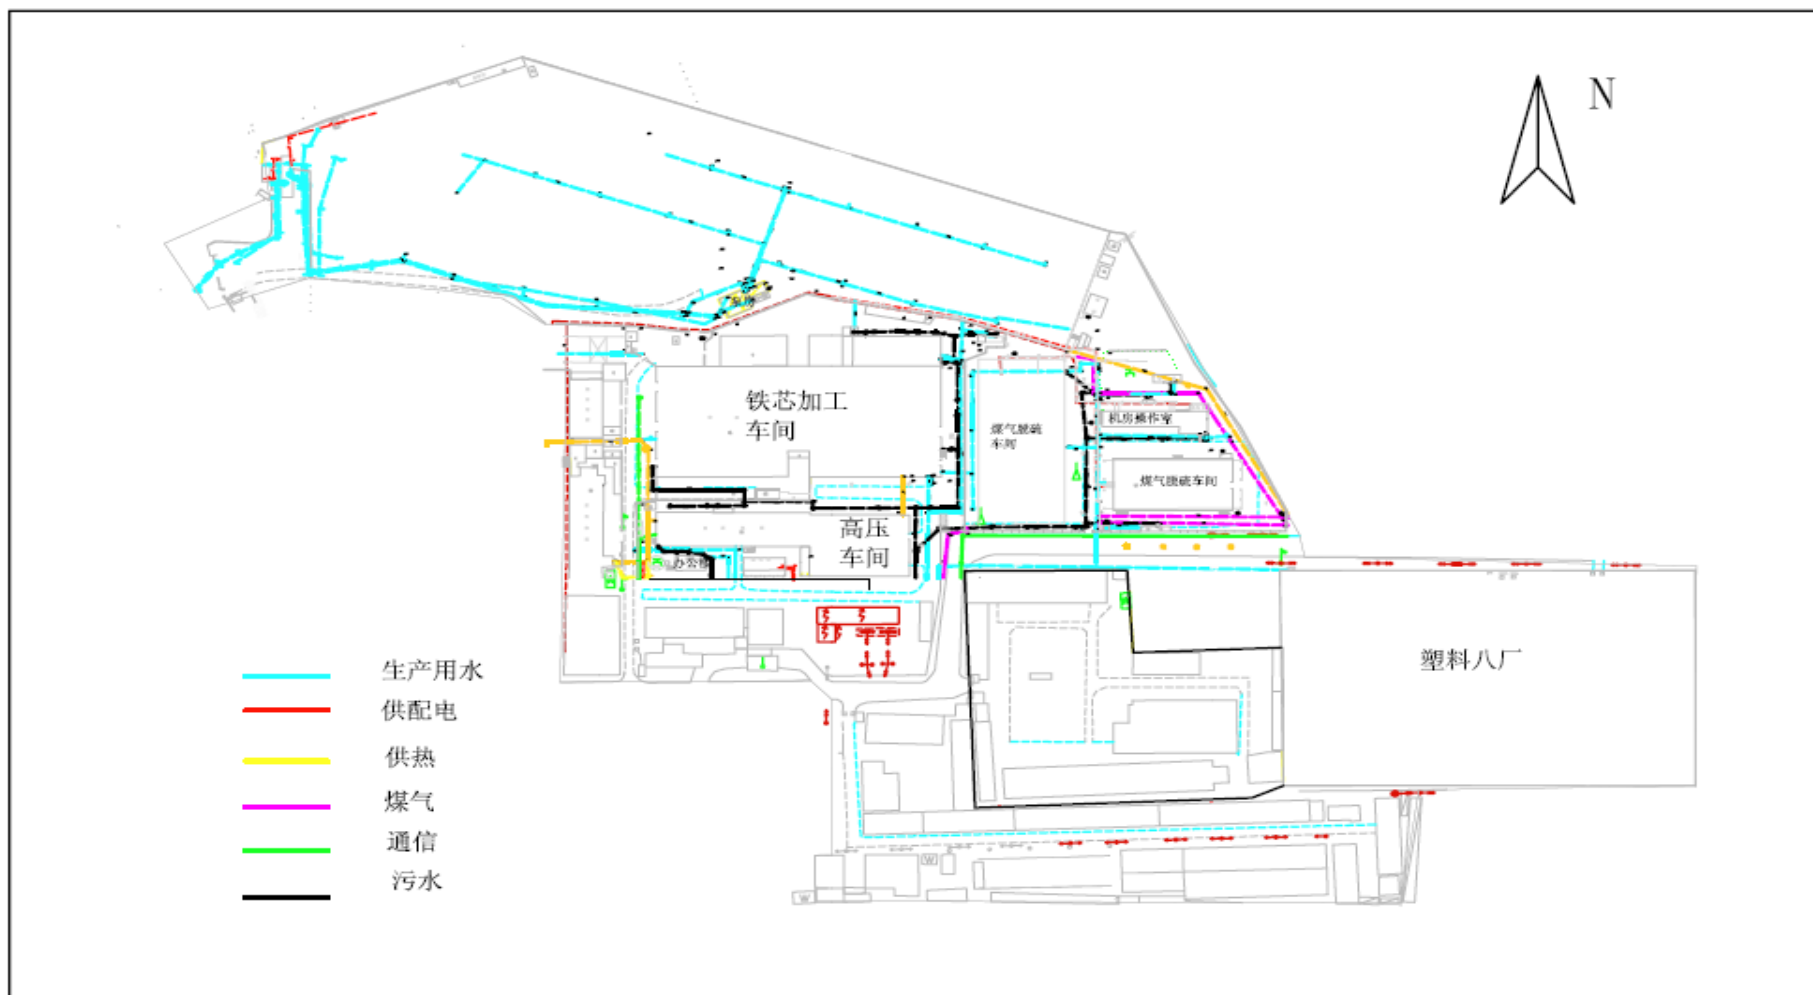 N
铁芯加工
车间
煤气脱硫
车间
机房操作室
煤气脱硫车间
高压
车间
办公楼
生产用水
供配电
供热
煤气
通信
污水
塑料八厂
W
W